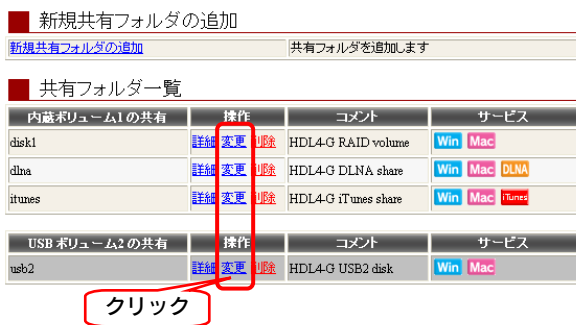 新規共有フォルダの追加
新規共有フォルダの追加 共有フォルダを追加します
共有フォルダ一覧
内蔵ボリューム1の共有 操作 コメント サービス
disk1 詳細 変更 削除 HDL4-G RAID volume Win Mac
dlna 詳細 変更 削除 HDL4-G DLNA share Win Mac DLNA
itunes 詳細 変更 削除 HDL4-G iTunes share Win Mac iTunes
USB ボリューム2の共有 操作 コメント サービス
usb2 詳細 変更 削除 HDL4-G USB2 disk Win Mac
クリック